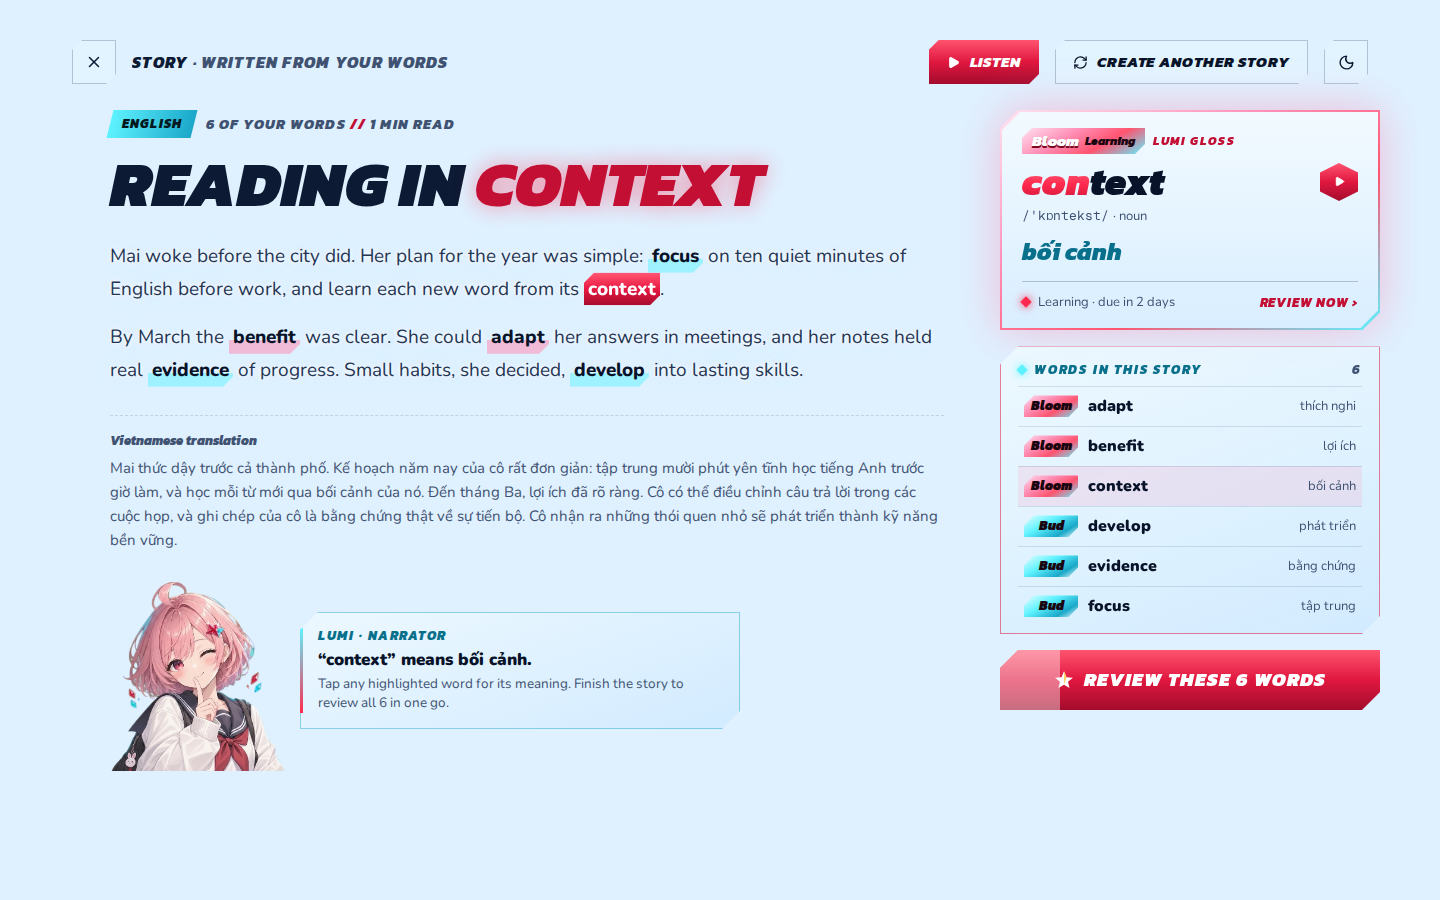 STORY · WRITTEN FROM YOUR WORDS
LISTEN
CREATE ANOTHER STORY
ENGLISH
6 OF YOUR WORDS // 1 MIN READ
READING IN CONTEXT
Mai woke before the city did. Her plan for the year was simple: focus on ten quiet minutes of
English before work, and learn each new word from its context.
By March the benefit was clear. She could adapt her answers in meetings, and her notes held
real evidence of progress. Small habits, she decided, develop into lasting skills.
Vietnamese translation
Mai thức dậy trước cả thành phố. Kế hoạch năm nay của cô rất đơn giản: tập trung mười phút yên tĩnh học tiếng Anh trước
giờ làm, và học mỗi từ mới qua bối cảnh của nó. Đến tháng Ba, lợi ích đã rõ ràng. Cô có thể điều chỉnh câu trả lời trong các
cuộc họp, và ghi chép của cô là bằng chứng thật về sự tiến bộ. Cô nhận ra những thói quen nhỏ sẽ phát triển thành kỹ năng
bền vững.
LUMI · NARRATOR
“context” means bối cảnh.
Tap any highlighted word for its meaning. Finish the story to
review all 6 in one go.
Bloom Learning LUMI GLOSS
context
/ˈkɒntekst/ · noun
bối cảnh
Learning · due in 2 days
REVIEW NOW ›
WORDS IN THIS STORY 6
Bloom adapt thích nghi
Bloom benefit lợi ích
Bloom context bối cảnh
Bud develop phát triển
Bud evidence bằng chứng
Bud focus tập trung
REVIEW THESE 6 WORDS